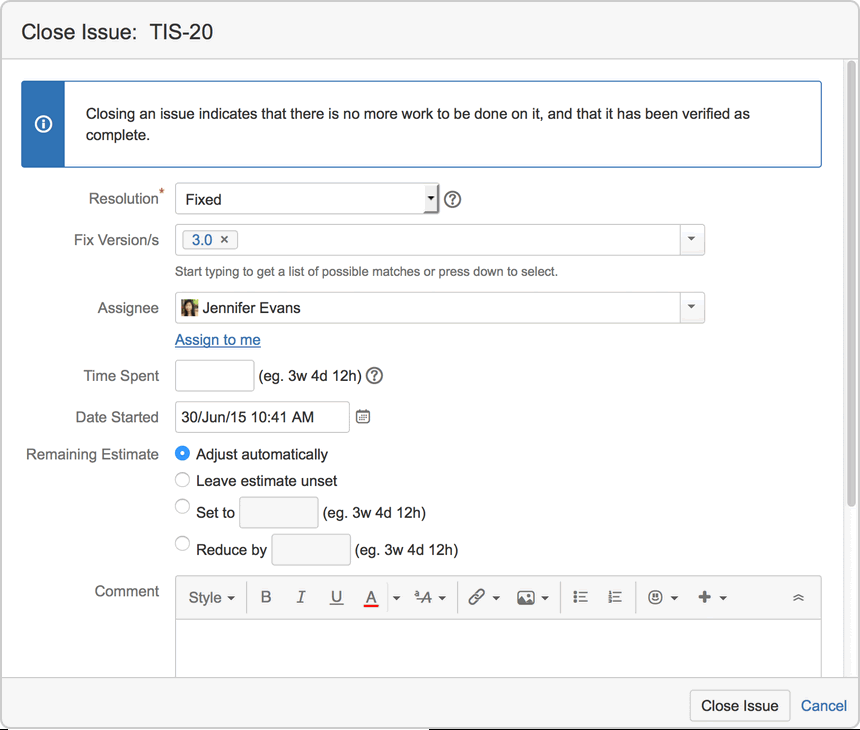 Close Issue: TIS-20
Closing an issue indicates that there is no more work to be done on it, and that it has been verified as
complete.
Resolution* Fixed
Fix Version/s 3.0 ×
Start typing to get a list of possible matches or press down to select.
Assignee Jennifer Evans
Assign to me
Time Spent (eg. 3w 4d 12h)
Date Started 30/Jun/15 10:41 AM
Remaining Estimate Adjust automatically
Leave estimate unset
Set to (eg. 3w 4d 12h)
Reduce by (eg. 3w 4d 12h)
Comment Style B I U A ªA
Close Issue Cancel